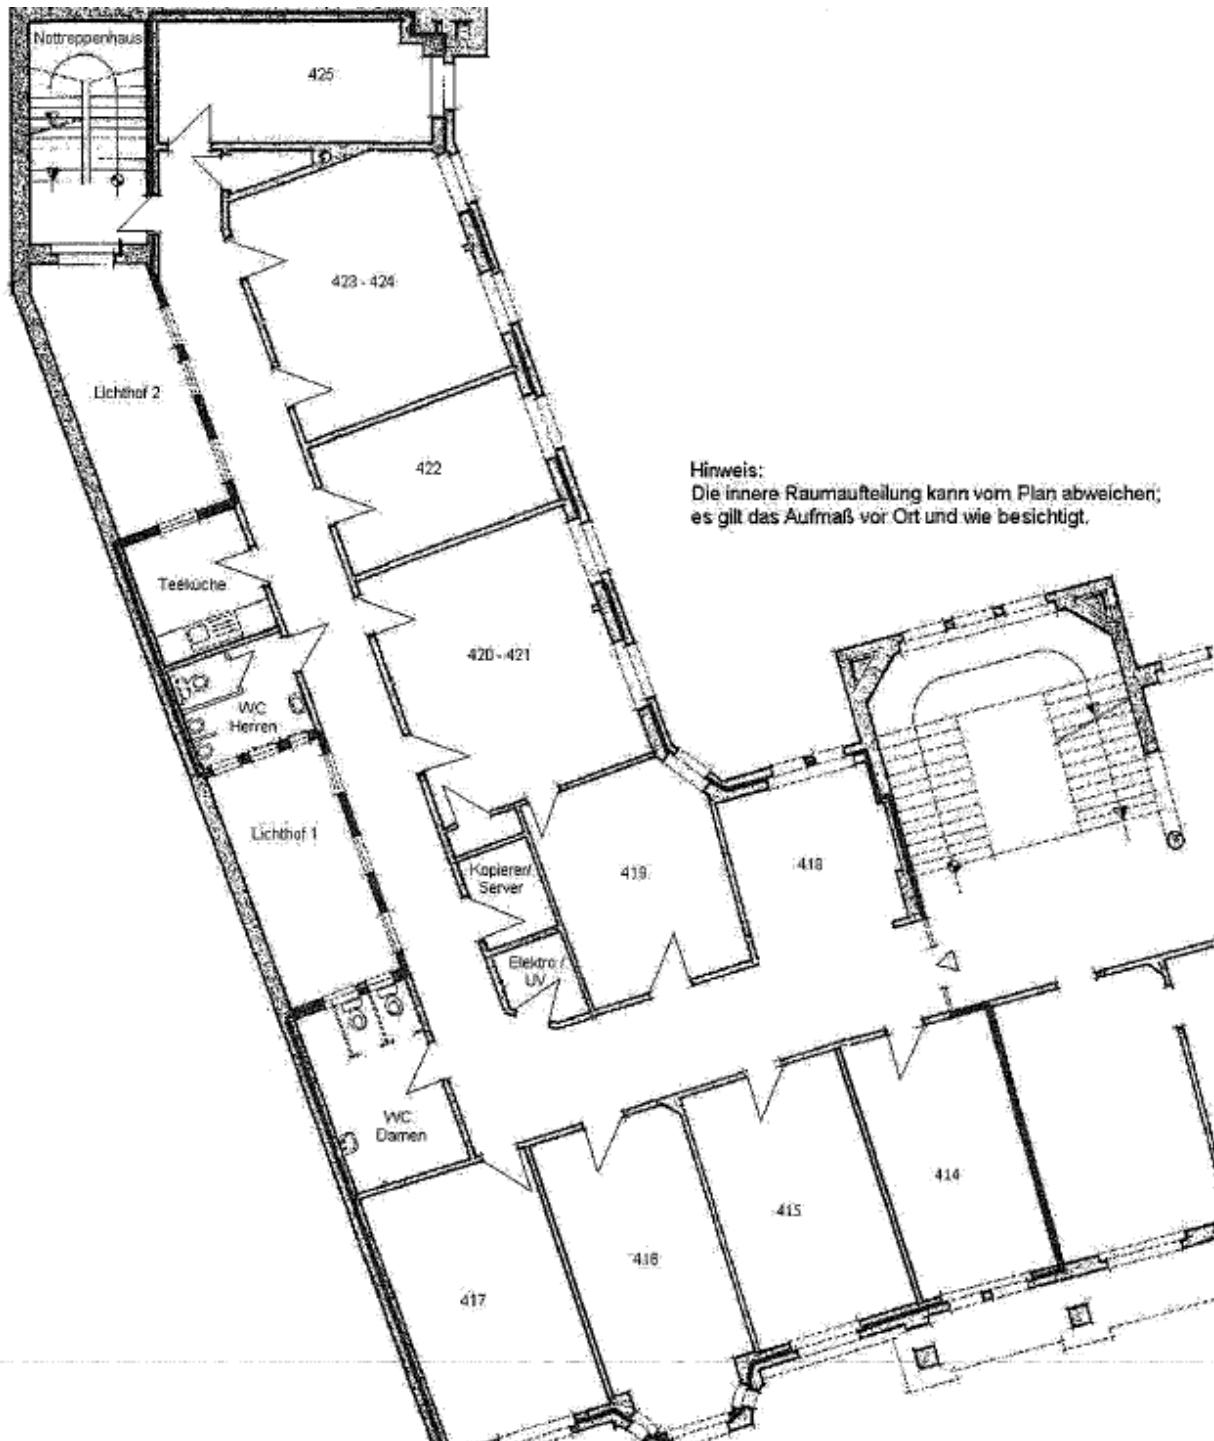 Nottreppenhaus
425
423 - 424
Lichthof 2
422
Hinweis:
Die innere Raumaufteilung kann vom Plan abweichen;
es gilt das Aufmaß vor Ort und wie besichtigt.
Teeküche
420 - 421
WC
Herren
Lichthof 1
Kopieren/
Server
419
418
Elektro /
UV
WC
Damen
414
415
416
417